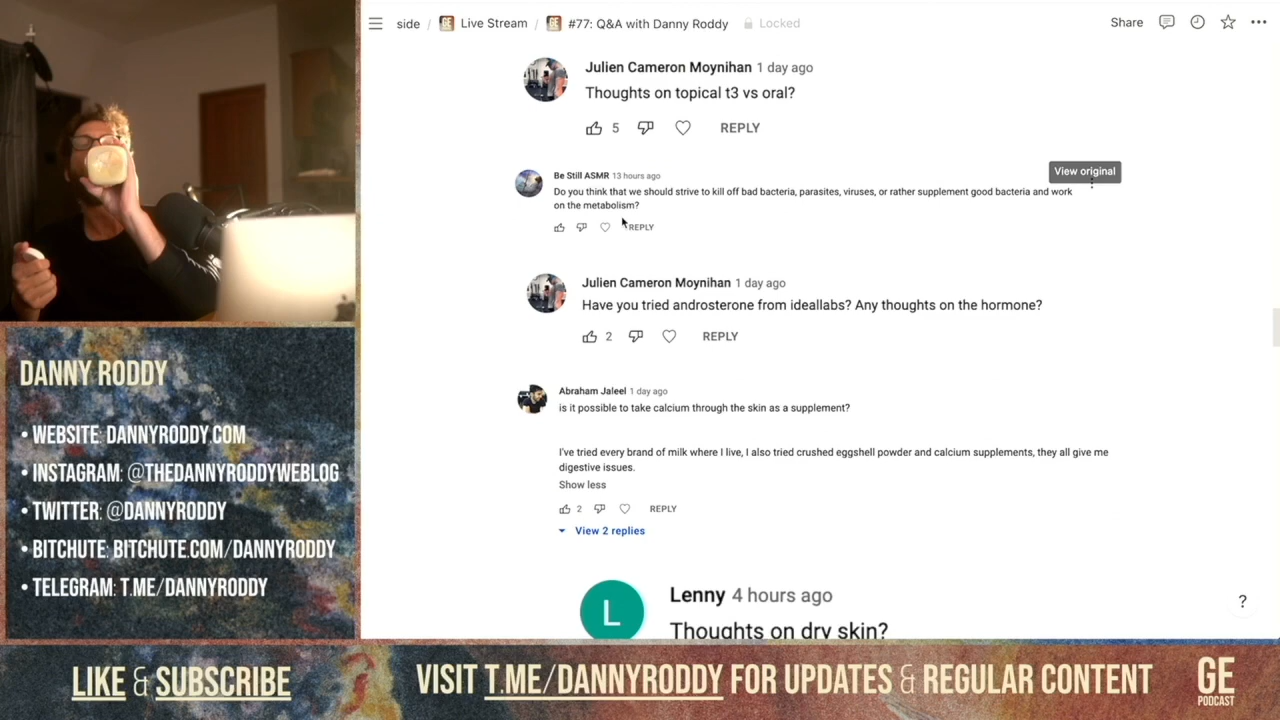 side / Live Stream / #77: Q&A with Danny Roddy Locked
Share
Julien Cameron Moynihan 1 day ago
Thoughts on topical t3 vs oral?
5 REPLY
View original
Be Still ASMR 13 hours ago
Do you think that we should strive to kill off bad bacteria, parasites, viruses, or rather supplement good bacteria and work
on the metabolism?
REPLY
Julien Cameron Moynihan 1 day ago
Have you tried androsterone from ideallabs? Any thoughts on the hormone?
2 REPLY
Abraham Jaleel 1 day ago
is it possible to take calcium through the skin as a supplement?
I've tried every brand of milk where I live, I also tried crushed eggshell powder and calcium supplements, they all give me
digestive issues.
Show less
2 REPLY
View 2 replies
L
Lenny 4 hours ago
Thoughts on dry skin?
?
DANNY RODDY
• WEBSITE: DANNYRODDY.COM
• INSTAGRAM: @THEDANNYRODDYWEBLOG
• TWITTER: @DANNYRODDY
• BITCHUTE: BITCHUTE.COM/DANNYRODDY
• TELEGRAM: T.ME/DANNYRODDY
LIKE & SUBSCRIBE
VISIT T.ME/DANNYRODDY FOR UPDATES & REGULAR CONTENT
GE
PODCAST